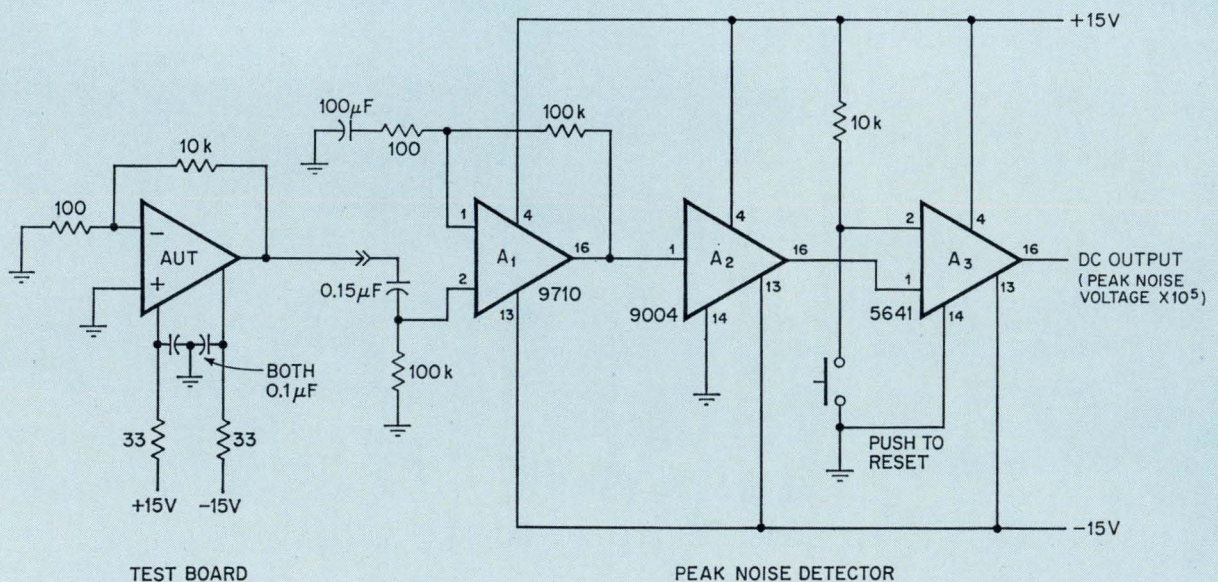 +15V
100μF
100
100k
10k
10k
100
−
AUT
+
0.15μF
100k
BOTH
0.1μF
33
33
+15V
−15V
1
2
4
A1
16
9710
13
1
4
A2
16
9004
13
14
2
4
1
A3
16
5641
13
14
DC OUTPUT
(PEAK NOISE
VOLTAGE X10⁵)
PUSH TO
RESET
−15V
TEST BOARD
PEAK NOISE DETECTOR